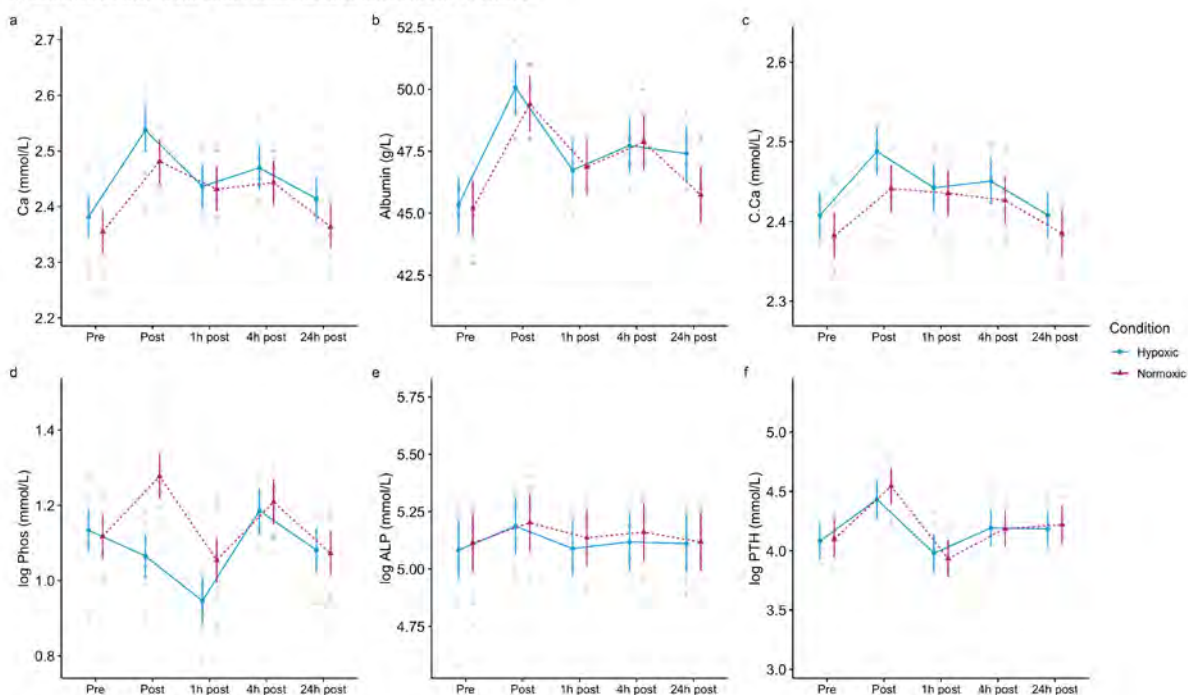 a
b
c
Ca (mmol/L)
2.7
2.6
2.5
2.4
2.3
2.2
Pre
Post
1h post
4h post
24h post
Albumin (g/L)
52.5
50.0
47.5
45.0
42.5
Pre
Post
1h post
4h post
24h post
C.Ca (mmol/L)
2.6
2.5
2.4
2.3
Pre
Post
1h post
4h post
24h post
Condition
Hypoxic
Normoxic
d
e
f
log Phos (mmol/L)
1.4
1.2
1.0
0.8
Pre
Post
1h post
4h post
24h post
log ALP (mmol/L)
5.75
5.50
5.25
5.00
4.75
Pre
Post
1h post
4h post
24h post
log PTH (mmol/L)
5.0
4.5
4.0
3.5
3.0
Pre
Post
1h post
4h post
24h post